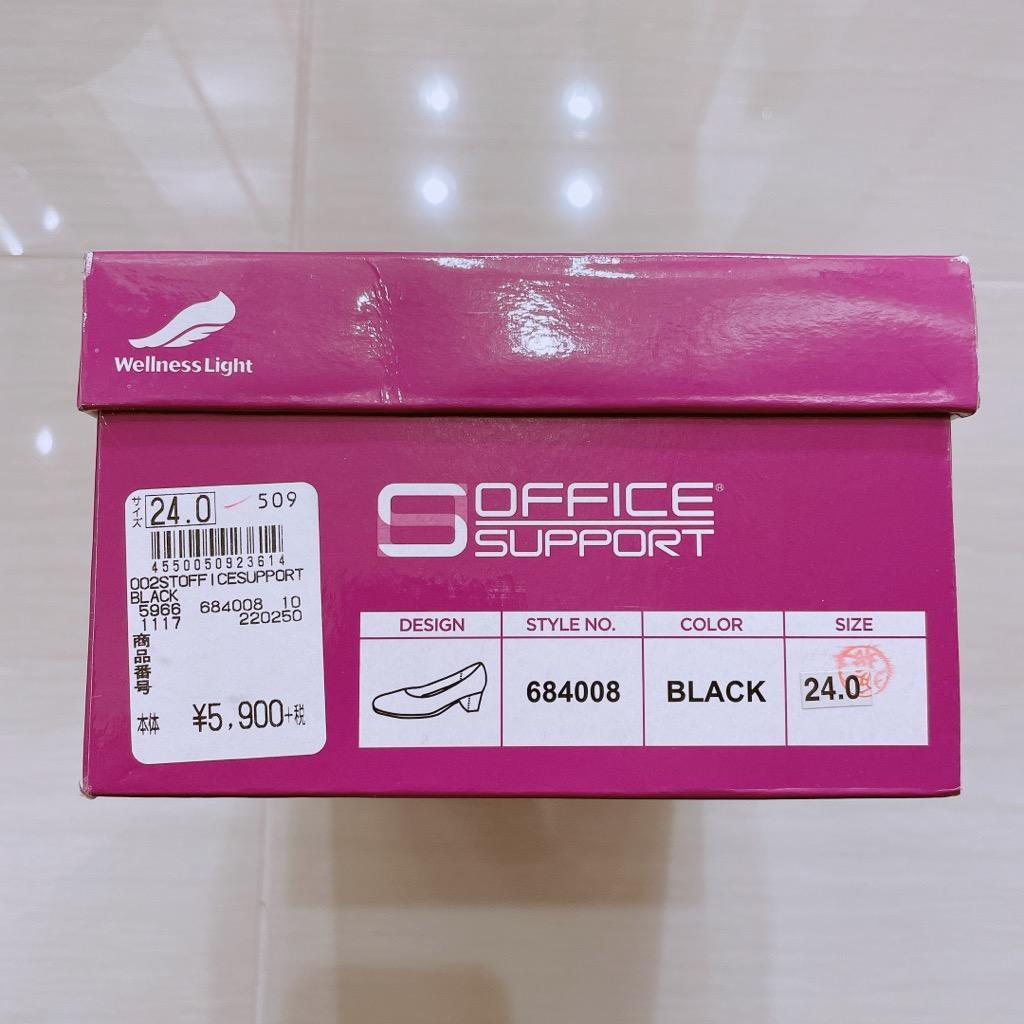 Wellness Light
サイズ 24.0 509
4550050923614
002STOFFICESUPPORT
BLACK
5966 684008 10
1117 220250
商品番号
本体 ¥5,900+税
S OFFICE®
SUPPORT
DESIGN STYLE NO. COLOR SIZE
684008 BLACK 24.0